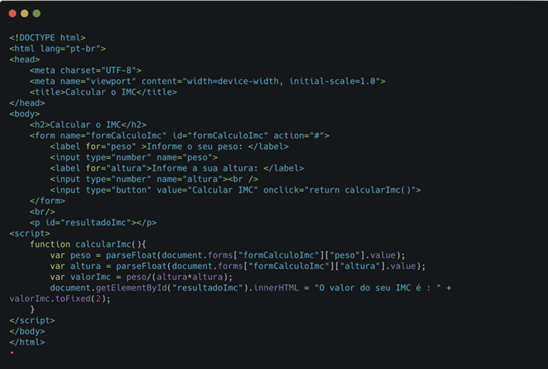 <!DOCTYPE html>
<html lang="pt-br">
<head>
    <meta charset="UTF-8">
    <meta name="viewport" content="width=device-width, initial-scale=1.0">
    <title>Calcular o IMC</title>
</head>
<body>
    <h2>Calcular o IMC</h2>
    <form name="formCalculoImc" id="formCalculoImc" action="#">
        <label for="peso" >Informe o seu peso: </label>
        <input type="number" name="peso">
        <label for="altura">Informe a sua altura: </label>
        <input type="number" name="altura"><br />
        <input type="button" value="Calcular IMC" onclick="return calcularImc()">
    </form>
    <br/>
    <p id="resultadoImc"></p>
<script>
    function calcularImc(){
        var peso = parseFloat(document.forms["formCalculoImc"]["peso"].value);
        var altura = parseFloat(document.forms["formCalculoImc"]["altura"].value);
        var valorImc = peso/(altura*altura);
        document.getElementById("resultadoImc").innerHTML = "O valor do seu IMC é : " +
valorImc.toFixed(2);
    }
</script>
</body>
</html>